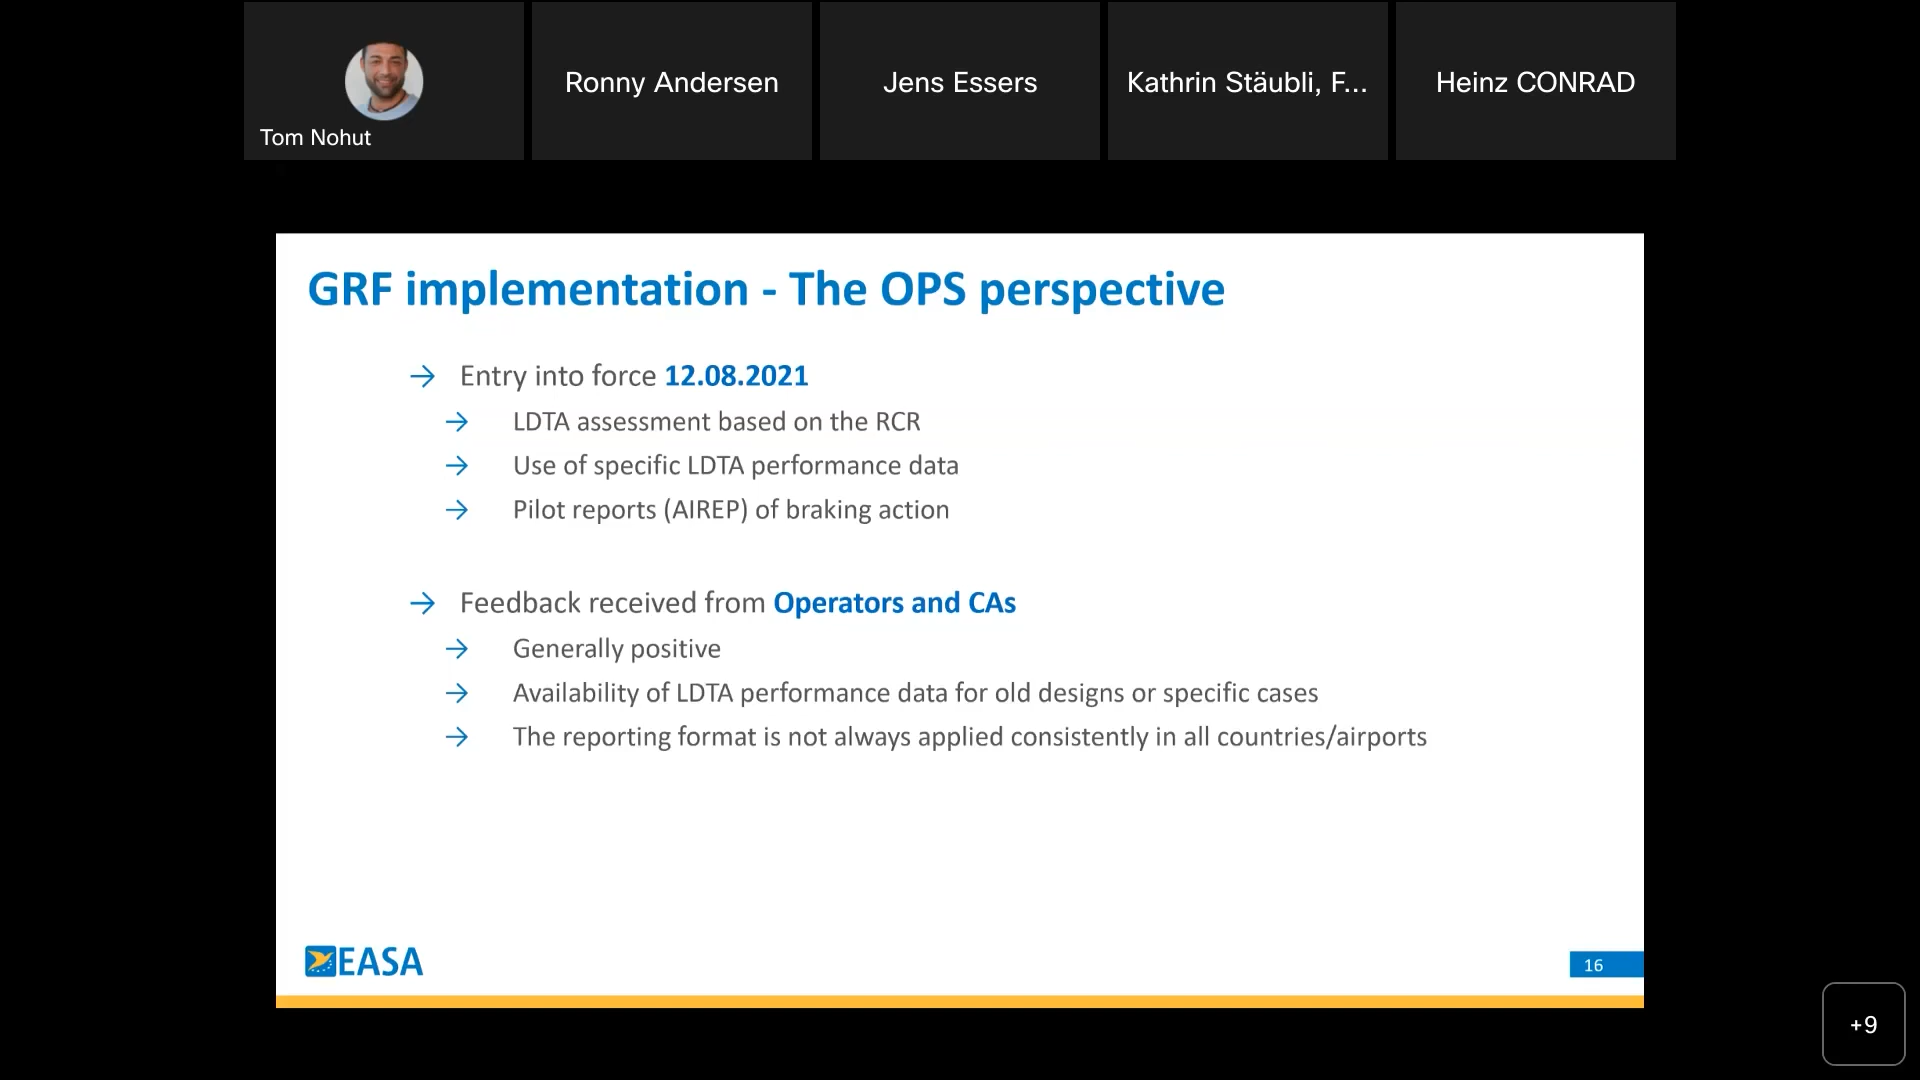 Tom Nohut
Ronny Andersen
Jens Essers
Kathrin Stäubli, F...
Heinz CONRAD
GRF implementation - The OPS perspective
→ Entry into force 12.08.2021
→ LDTA assessment based on the RCR
→ Use of specific LDTA performance data
→ Pilot reports (AIREP) of braking action
→ Feedback received from Operators and CAs
→ Generally positive
→ Availability of LDTA performance data for old designs or specific cases
→ The reporting format is not always applied consistently in all countries/airports
EASA
16
+9